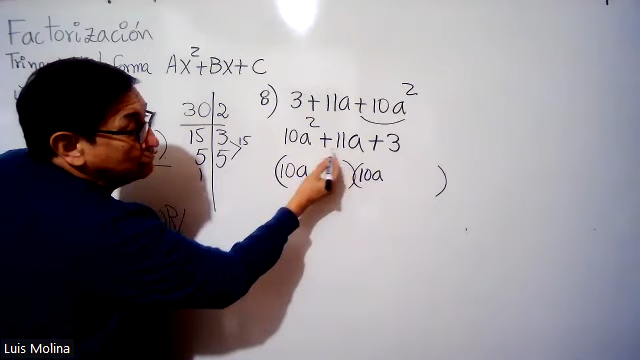 Factorización
forma AX²+BX+C
8) 3+11a+10a²
30 | 2
15 | 3
5 | 5 15
10a²+11a+3
(10a )(10a )
Luis Molina